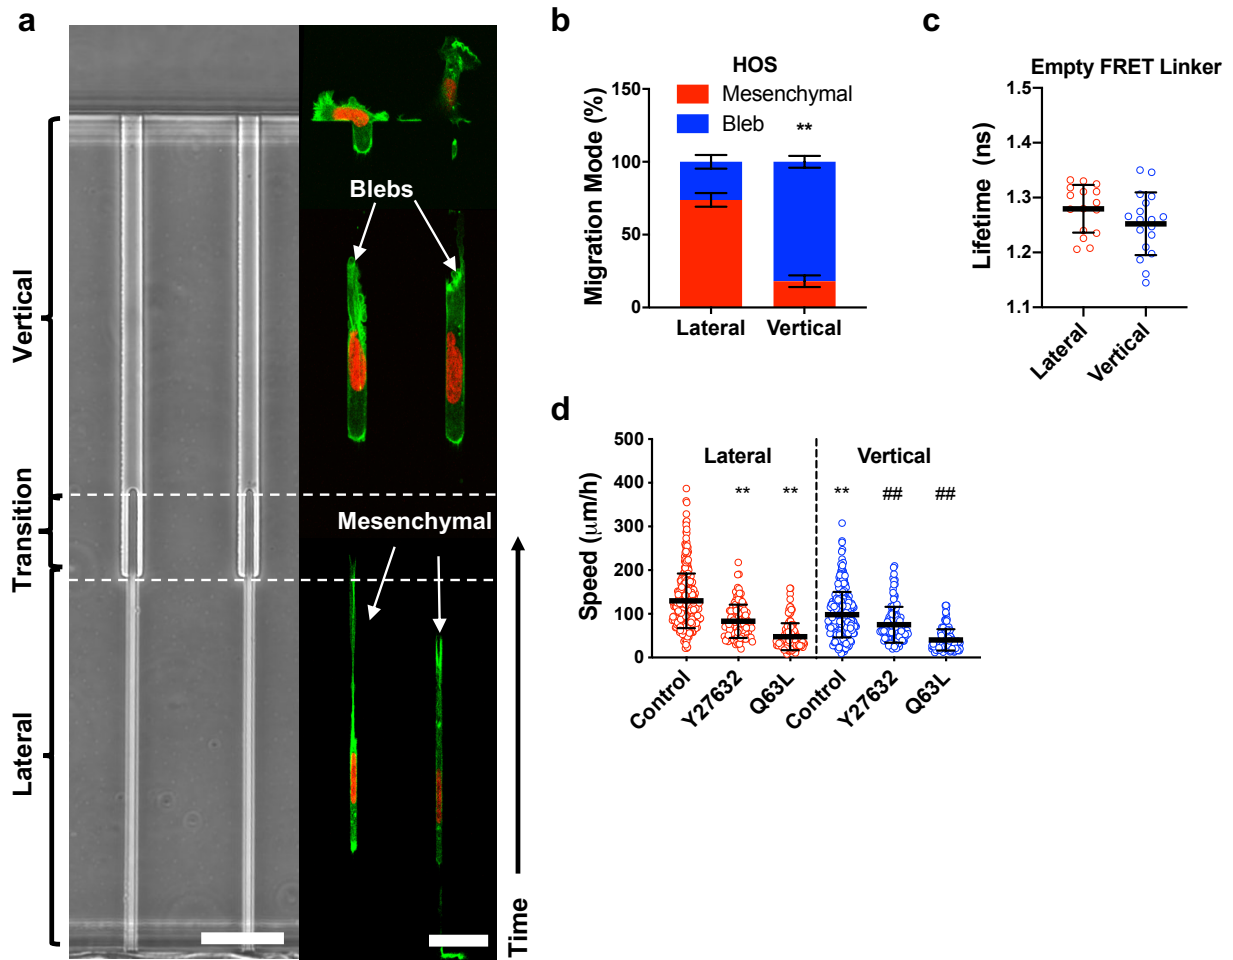 a
Vertical
Transition
Lateral
Blebs
Mesenchymal
Time
b
HOS
Migration Mode (%)
150
100
50
0
Mesenchymal
Bleb
**
Lateral
Vertical
c
Empty FRET Linker
Lifetime (ns)
1.5
1.4
1.3
1.2
1.1
Lateral
Vertical
d
Speed (μm/h)
500
400
300
200
100
0
Lateral
Vertical
** ** ** ## ##
Control
Y27632
Q63L
Control
Y27632
Q63L